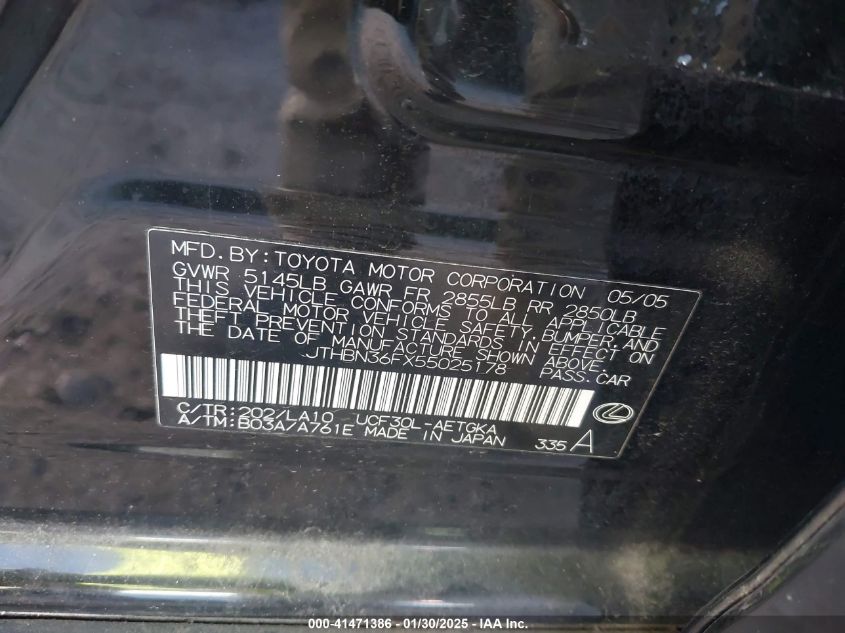 MFD. BY: TOYOTA MOTOR CORPORATION 05/05
GVWR 5145LB GAWR FR 2855LB RR 2850LB
THIS VEHICLE CONFORMS TO ALL APPLICABLE
FEDERAL MOTOR VEHICLE SAFETY, BUMPER, AND
THEFT PREVENTION STANDARDS IN EFFECT ON
THE DATE OF MANUFACTURE SHOWN ABOVE.
JTHBN36FX55025178 PASS. CAR
C/TR: 202/LA10 UCF30L-AETGKA
A/TM: B03A/A761E MADE IN JAPAN 335 A
000-41471386 - 01/30/2025 - IAA Inc.